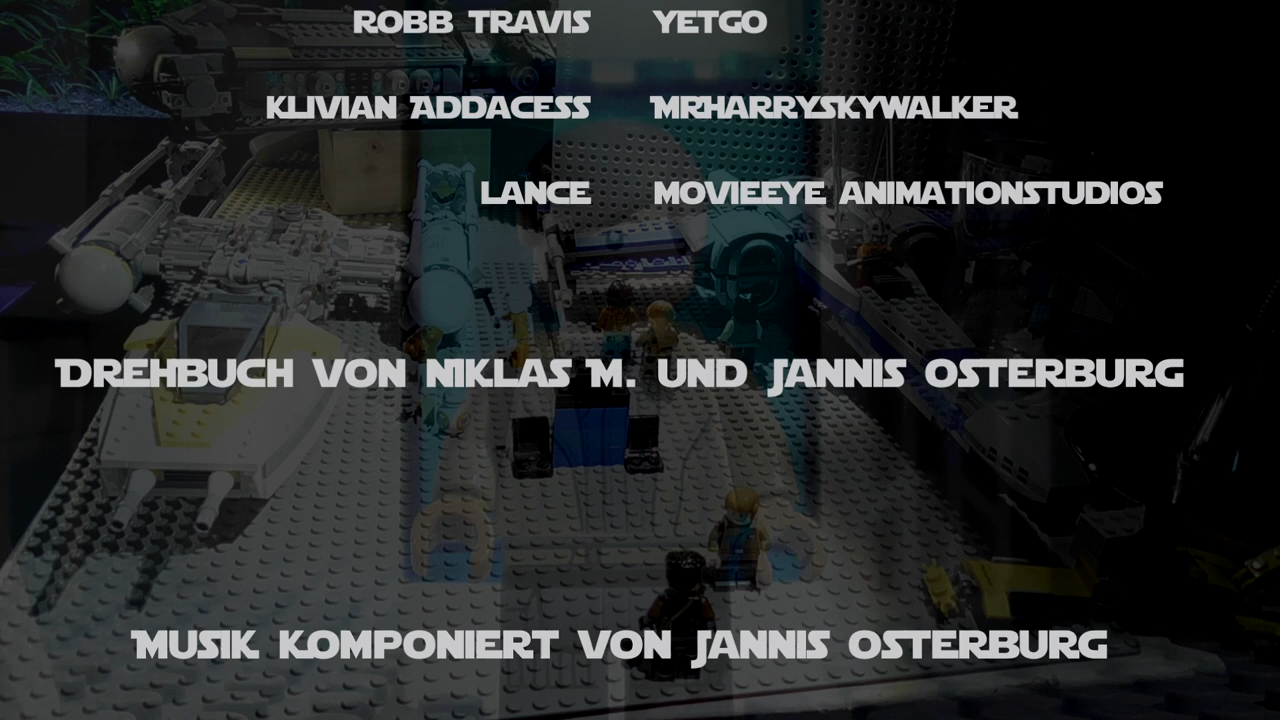 ROBB TRAVIS YETGO
KLIVIAN ADDACESS MRHARRYSKYWALKER
LANCE MOVIEEYE ANIMATIONSTUDIOS
DREHBUCH VON NIKLAS M. UND JANNIS OSTERBURG
MUSIK KOMPONIERT VON JANNIS OSTERBURG